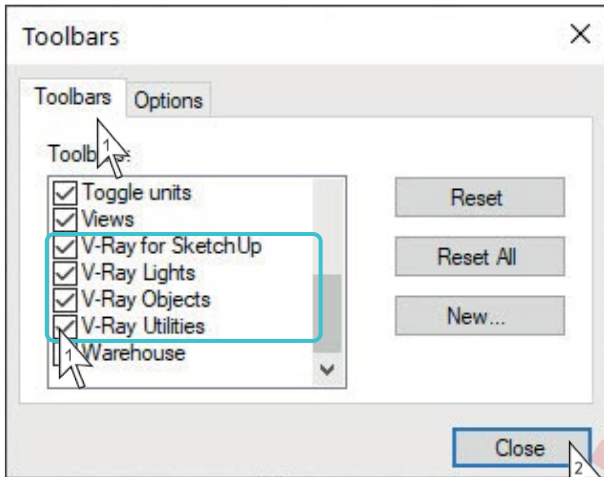 Toolbars
Toolbars Options
1
Toolbars:
Toggle units
Views
V-Ray for SketchUp
V-Ray Lights
V-Ray Objects
V-Ray Utilities
1
Warehouse
Reset
Reset All
New...
Close
2